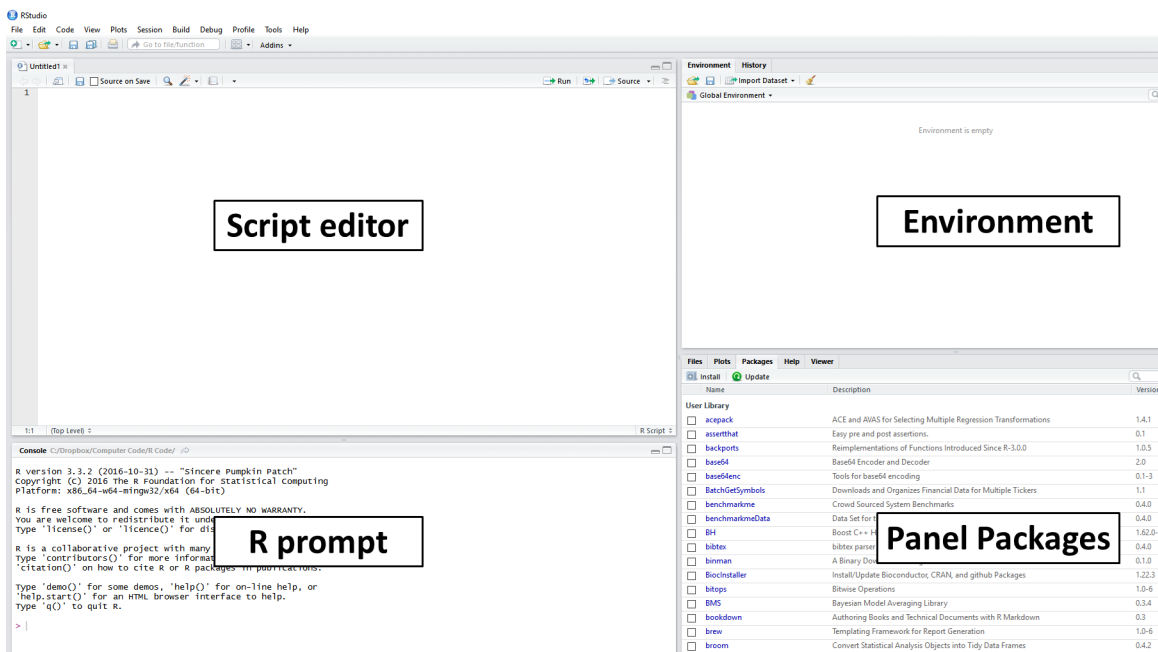 RStudio
File Edit Code View Plots Session Build Debug Profile Tools Help
Go to file/function Addins
Untitled1
Source on Save Run Source
1
Script editor
1:1 (Top Level) R Script
Console C:/Dropbox/Computer Code/R Code/
R version 3.3.2 (2016-10-31) -- "Sincere Pumpkin Patch"
Copyright (C) 2016 The R Foundation for Statistical Computing
Platform: x86_64-w64-mingw32/x64 (64-bit)
R is free software and comes with ABSOLUTELY NO WARRANTY.
You are welcome to redistribute it unde
Type 'license()' or 'licence()' for dis
R is a collaborative project with many
Type 'contributors()' for more informat
'citation()' on how to cite R or R packages in publications.
R prompt
Type 'demo()' for some demos, 'help()' for on-line help, or
'help.start()' for an HTML browser interface to help.
Type 'q()' to quit R.
>
Environment History
Import Dataset
Global Environment
Environment is empty
Environment
Files Plots Packages Help Viewer
Install Update
Name Description Version
User Library
acepack ACE and AVAS for Selecting Multiple Regression Transformations 1.4.1
assertthat Easy pre and post assertions. 0.1
backports Reimplementations of Functions Introduced Since R-3.0.0 1.0.5
base64 Base64 Encoder and Decoder 2.0
base64enc Tools for base64 encoding 0.1-3
BatchGetSymbols Downloads and Organizes Financial Data for Multiple Tickers 1.1
benchmarkme Crowd Sourced System Benchmarks 0.4.0
benchmarkmeData Data Set for t 0.4.0
BH Boost C++ H 1.62.0-
bibtex bibtex parser 0.4.0
binman A Binary Dow 0.1.0
Panel Packages
BiocInstaller Install/Update Bioconductor, CRAN, and github Packages 1.22.3
bitops Bitwise Operations 1.0-6
BMS Bayesian Model Averaging Library 0.3.4
bookdown Authoring Books and Technical Documents with R Markdown 0.3
brew Templating Framework for Report Generation 1.0-6
broom Convert Statistical Analysis Objects into Tidy Data Frames 0.4.2